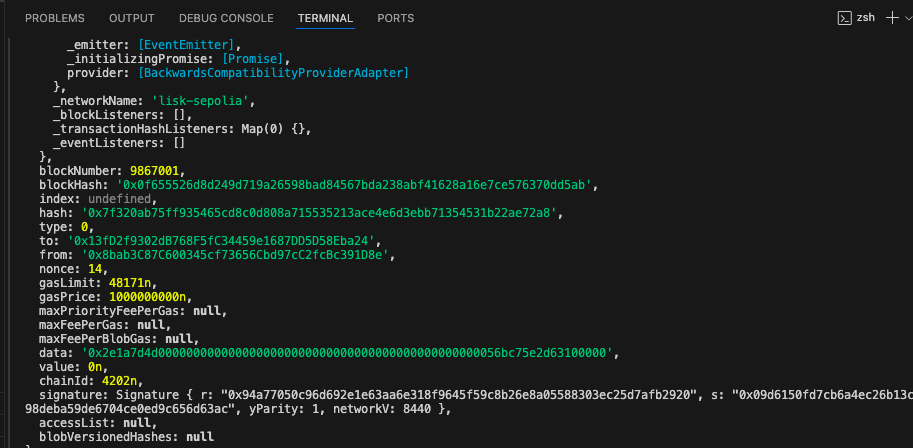 PROBLEMS OUTPUT DEBUG CONSOLE TERMINAL PORTS zsh
_emitter: [EventEmitter],
_initializingPromise: [Promise],
provider: [BackwardsCompatibilityProviderAdapter]
},
_networkName: 'lisk-sepolia',
_blockListeners: [],
_transactionHashListeners: Map(0) {},
_eventListeners: []
},
blockNumber: 9867001,
blockHash: '0x0f655526d8d249d719a26598bad84567bda238abf41628a16e7ce576370dd5ab',
index: undefined,
hash: '0x7f320ab75ff935465cd8c0d808a715535213ace4e6d3ebb71354531b22ae72a8',
type: 0,
to: '0x13fD2f9302dB768F5fC34459e1687DD5D58Eba24',
from: '0x8bab3C87C600345cf73656Cbd97cC2fcBc391D8e',
nonce: 14,
gasLimit: 48171n,
gasPrice: 1000000000n,
maxPriorityFeePerGas: null,
maxFeePerGas: null,
maxFeePerBlobGas: null,
data: '0x2e1a7d4d0000000000000000000000000000000000000000000000056bc75e2d63100000',
value: 0n,
chainId: 4202n,
signature: Signature { r: "0x94a77050c96d692e1e63aa6e318f9645f59c8b26e8a05588303ec25d7afb2920", s: "0x09d6150fd7cb6a4ec26b13c
98deba59de6704ce0ed9c656d63ac", yParity: 1, networkV: 8440 },
accessList: null,
blobVersionedHashes: null